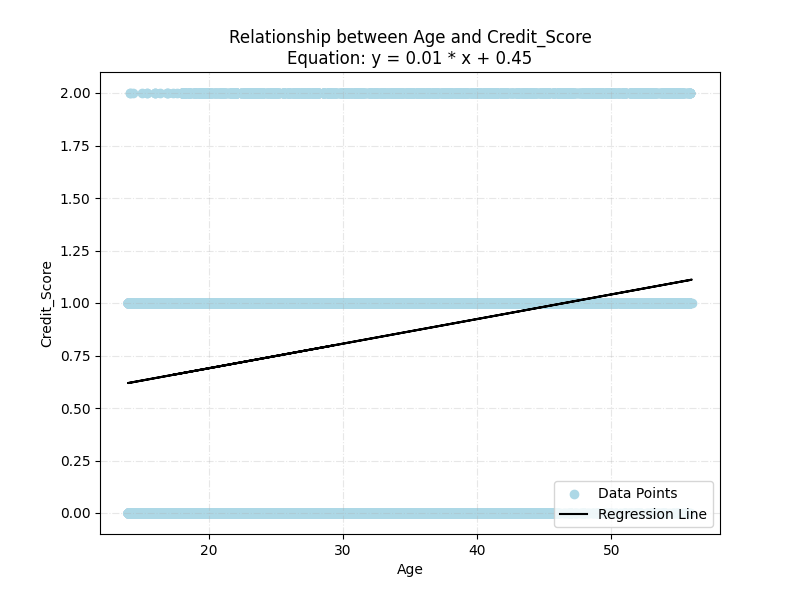 Relationship between Age and Credit_Score
Equation: y = 0.01 * x + 0.45
Credit_Score
2.00
1.75
1.50
1.25
1.00
0.75
0.50
0.25
0.00
Data Points
Regression Line
20
30
40
50
Age